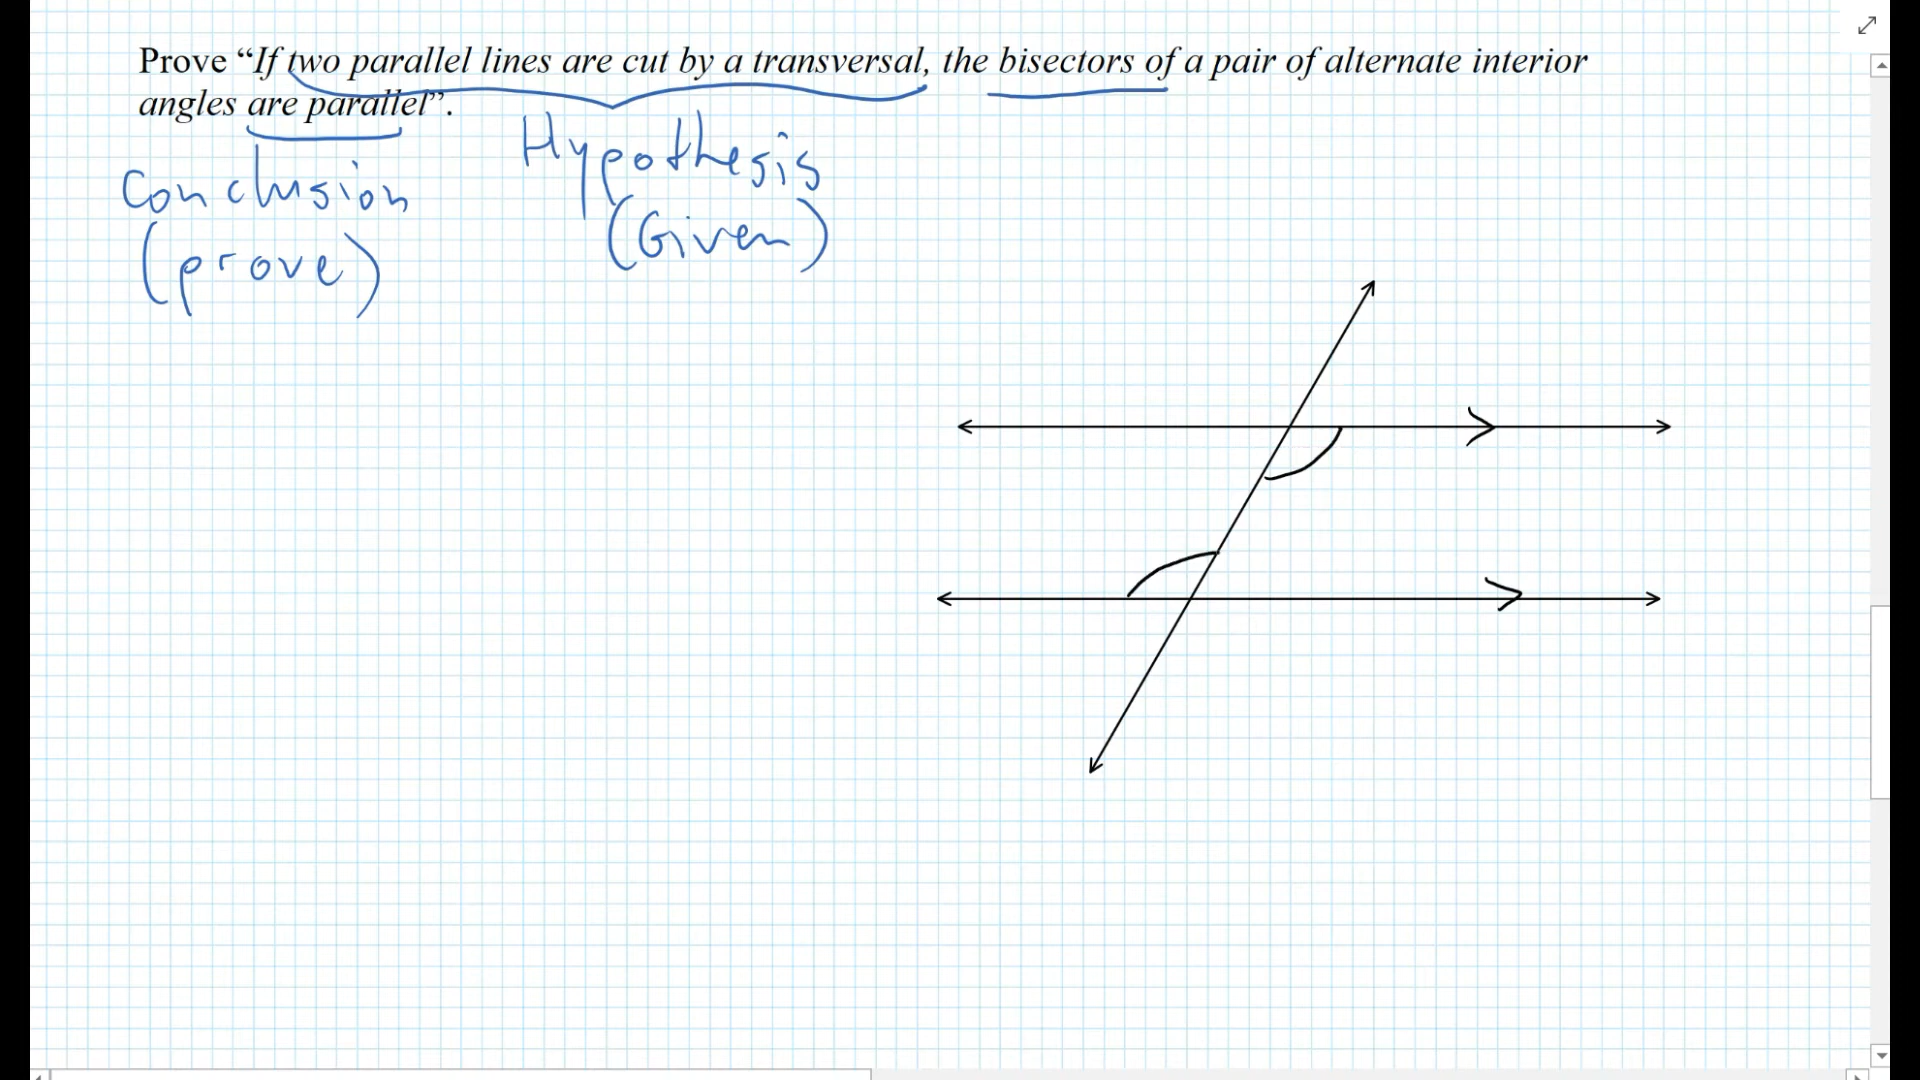 Prove “If two parallel lines are cut by a transversal, the bisectors of a pair of alternate interior
angles are parallel”.
Conclusion
(prove)
Hypothesis
(Given)